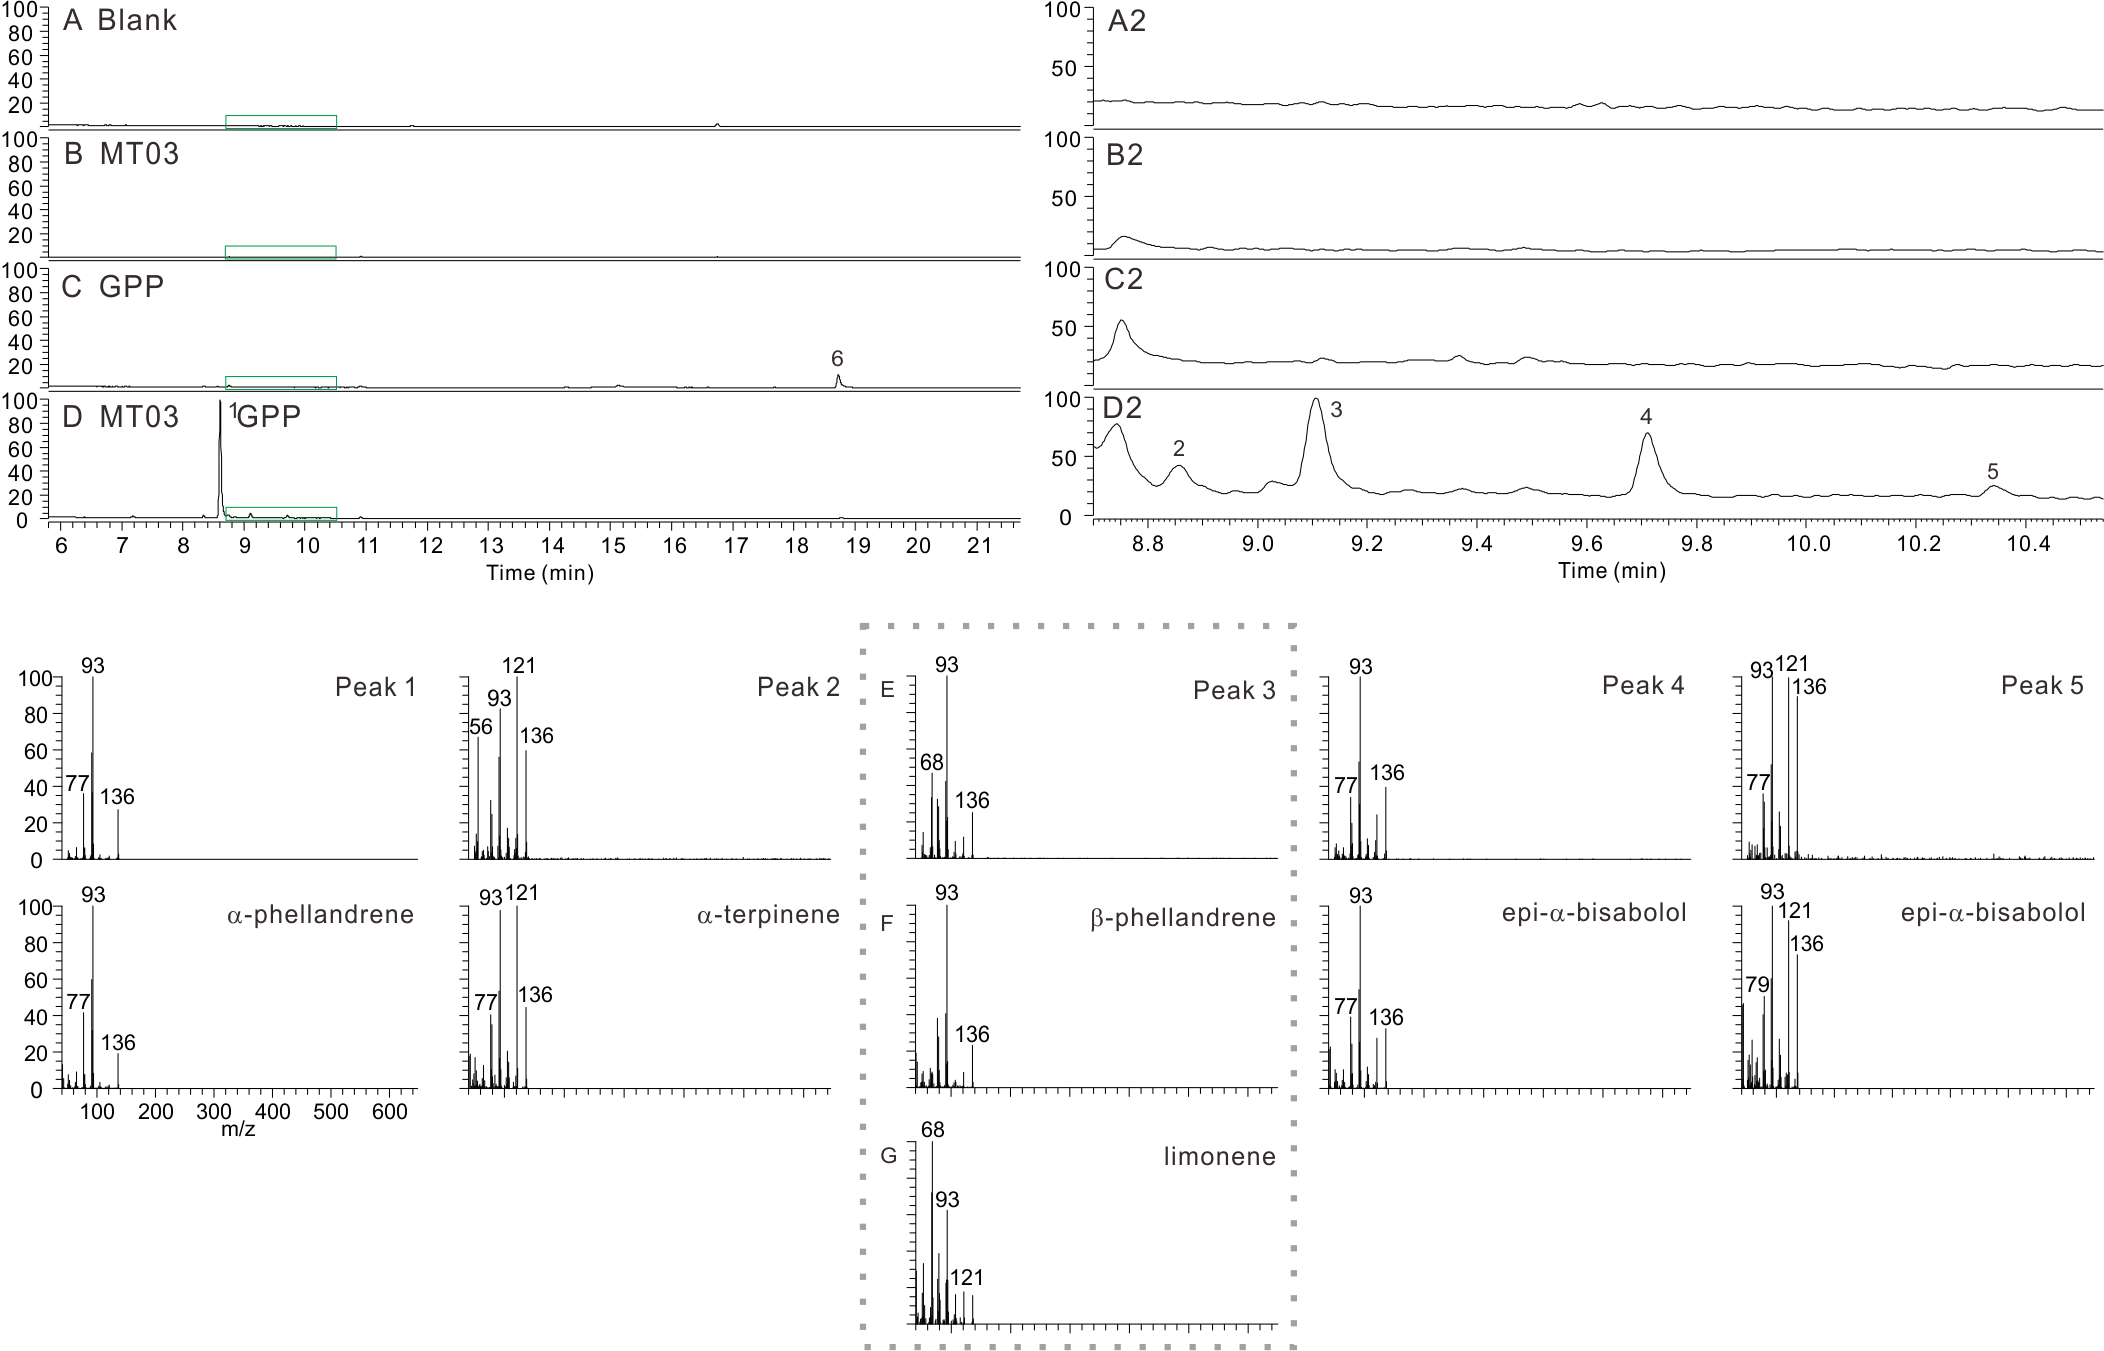 100
80
60
40
20
A Blank
100
80
60
40
20
B MT03
100
80
60
40
20
C GPP
6
100
80
60
40
20
0
D MT03
1
GPP
6 7 8 9 10 11 12 13 14 15 16 17 18 19 20 21
Time (min)
100
50
A2
100
50
B2
100
50
C2
100
50
0
D2
2
3
4
5
8.8 9.0 9.2 9.4 9.6 9.8 10.0 10.2 10.4
Time (min)
100
80
60
40
20
0
93
77
136
Peak 1
121
93
56
136
Peak 2
E
93
68
136
Peak 3
93
77
136
Peak 4
93
121
136
77
Peak 5
100
80
60
40
20
0
93
77
136
α-phellandrene
100 200 300 400 500 600
m/z
93
121
77
136
α-terpinene
F
93
136
β-phellandrene
93
77
136
epi-α-bisabolol
93
121
136
79
epi-α-bisabolol
G
68
93
121
limonene